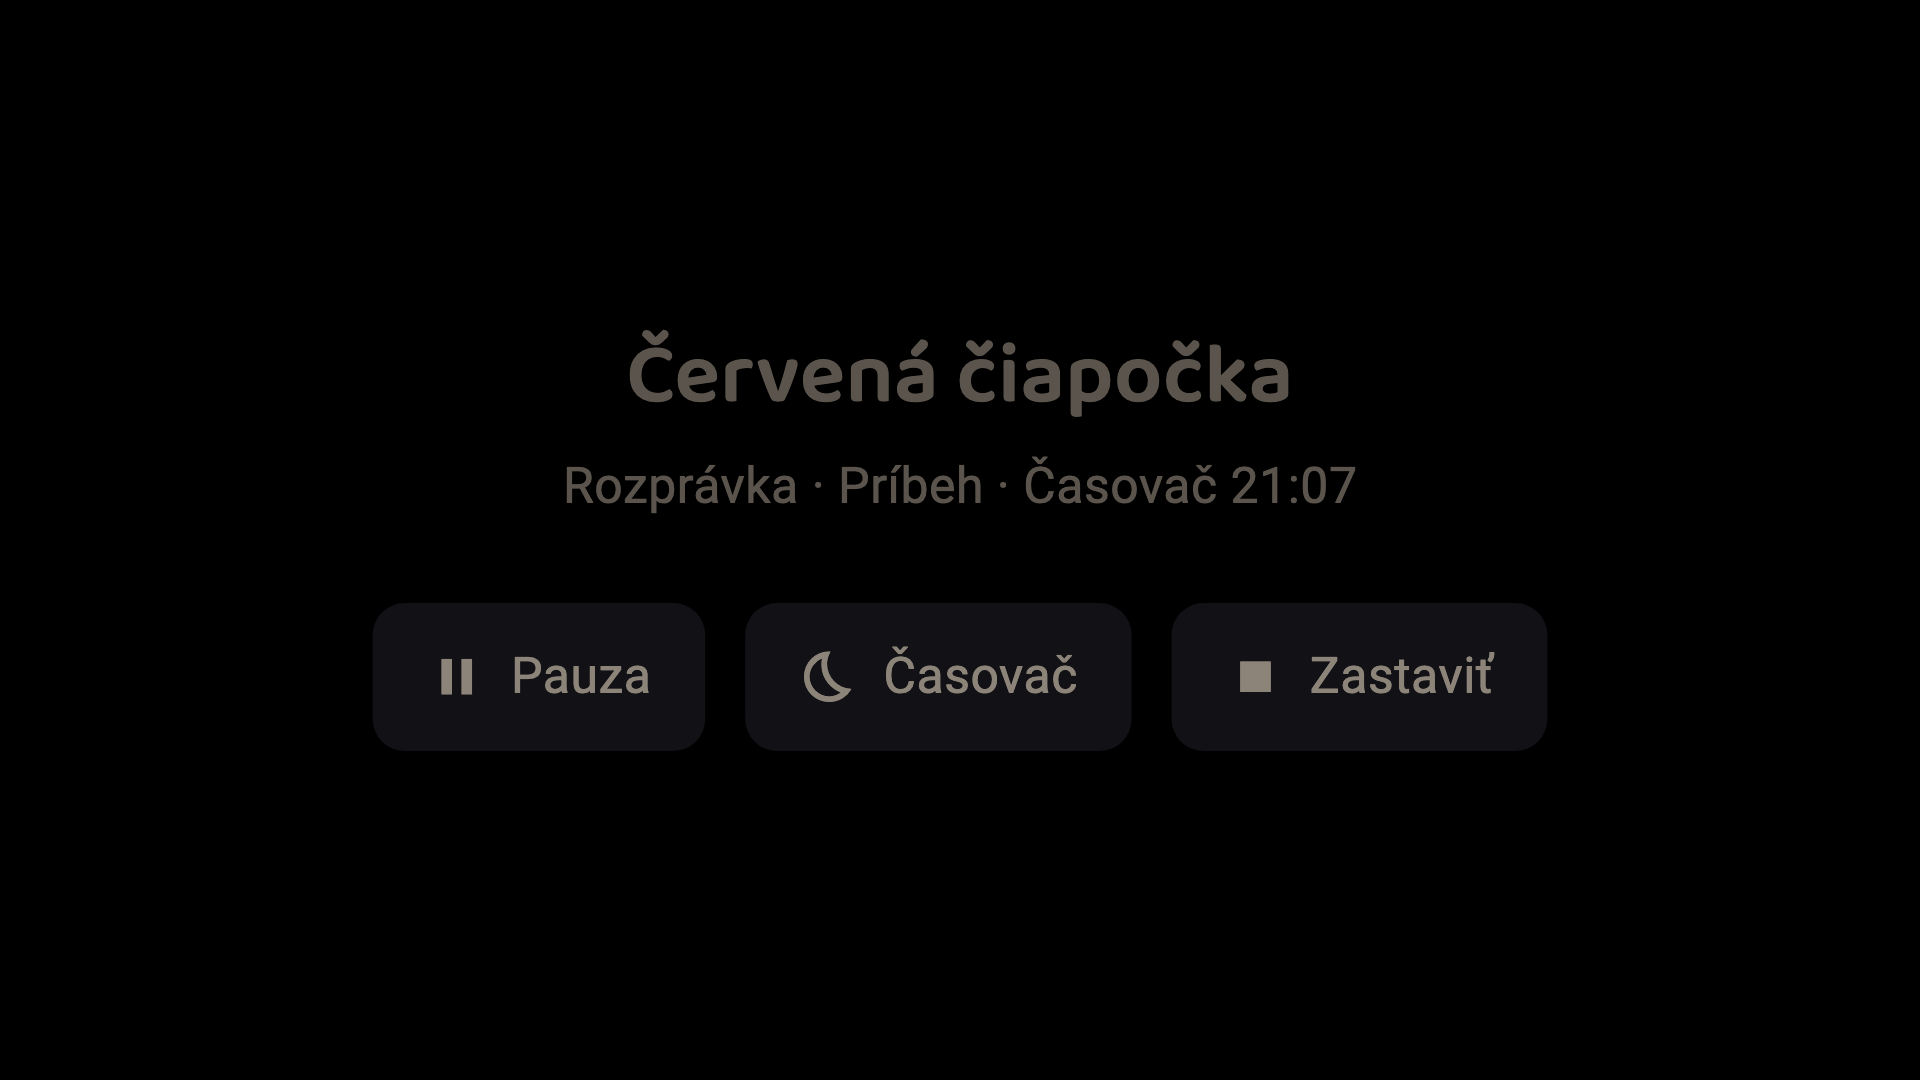 Červená čiapočka
Rozprávka · Príbeh · Časovač 21:07
Pauza
Časovač
Zastaviť